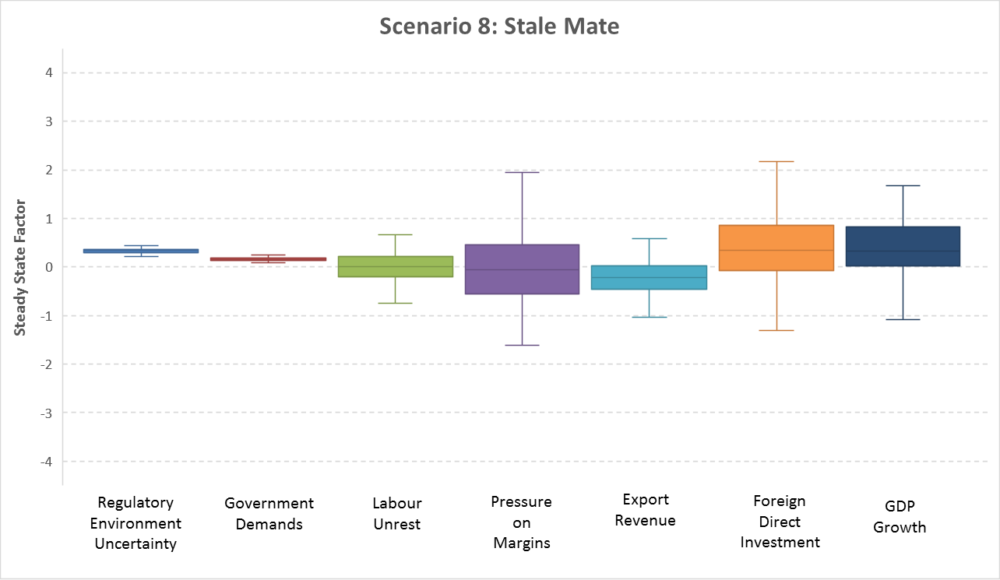 Scenario 8: Stale Mate
4
3
2
1
0
-1
-2
-3
-4
Steady State Factor
Regulatory
Environment
Uncertainty
Government
Demands
Labour
Unrest
Pressure
on
Margins
Export
Revenue
Foreign
Direct
Investment
GDP
Growth